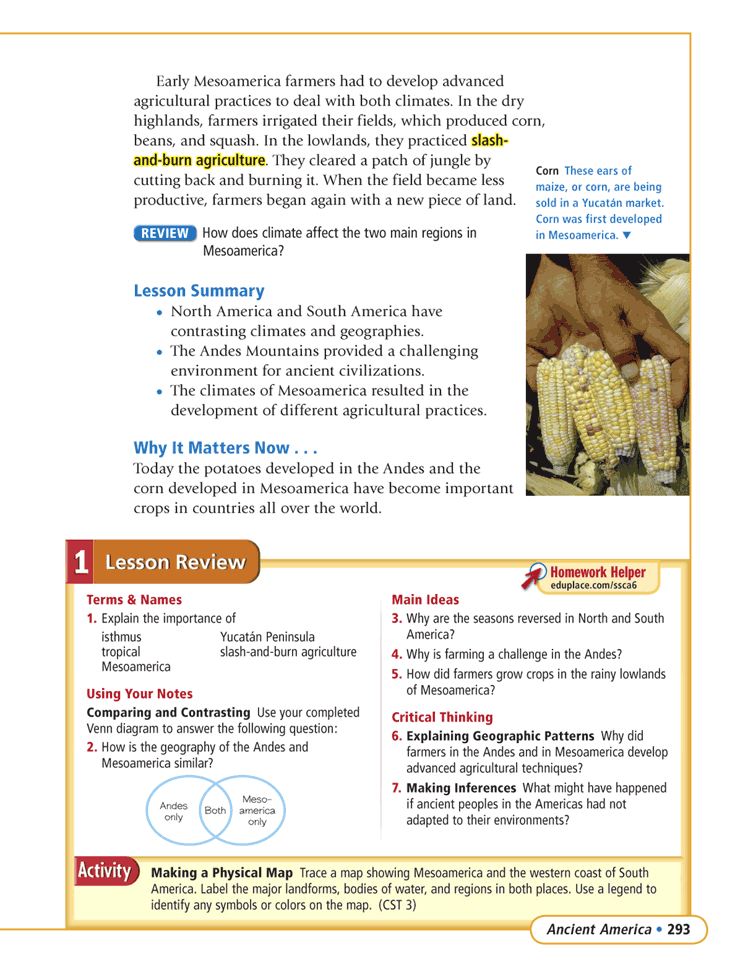 Early Mesoamerica farmers had to develop advanced
agricultural practices to deal with both climates. In the dry
highlands, farmers irrigated their fields, which produced corn,
beans, and squash. In the lowlands, they practiced slash-
and-burn agriculture. They cleared a patch of jungle by
cutting back and burning it. When the field became less
productive, farmers began again with a new piece of land.
REVIEW How does climate affect the two main regions in
Mesoamerica?
Corn These ears of
maize, or corn, are being
sold in a Yucatán market.
Corn was first developed
in Mesoamerica. ▼
Lesson Summary
• North America and South America have
contrasting climates and geographies.
• The Andes Mountains provided a challenging
environment for ancient civilizations.
• The climates of Mesoamerica resulted in the
development of different agricultural practices.
Why It Matters Now . . .
Today the potatoes developed in the Andes and the
corn developed in Mesoamerica have become important
crops in countries all over the world.
1 Lesson Review
Homework Helper
eduplace.com/ssca6
Terms & Names
1. Explain the importance of
isthmus Yucatán Peninsula
tropical slash-and-burn agriculture
Mesoamerica
Using Your Notes
Comparing and Contrasting Use your completed
Venn diagram to answer the following question:
2. How is the geography of the Andes and
Mesoamerica similar?
Andes
only
Both
Meso-
america
only
Main Ideas
3. Why are the seasons reversed in North and South
America?
4. Why is farming a challenge in the Andes?
5. How did farmers grow crops in the rainy lowlands
of Mesoamerica?
Critical Thinking
6. Explaining Geographic Patterns Why did
farmers in the Andes and in Mesoamerica develop
advanced agricultural techniques?
7. Making Inferences What might have happened
if ancient peoples in the Americas had not
adapted to their environments?
Activity
Making a Physical Map Trace a map showing Mesoamerica and the western coast of South
America. Label the major landforms, bodies of water, and regions in both places. Use a legend to
identify any symbols or colors on the map. (CST 3)
Ancient America • 293